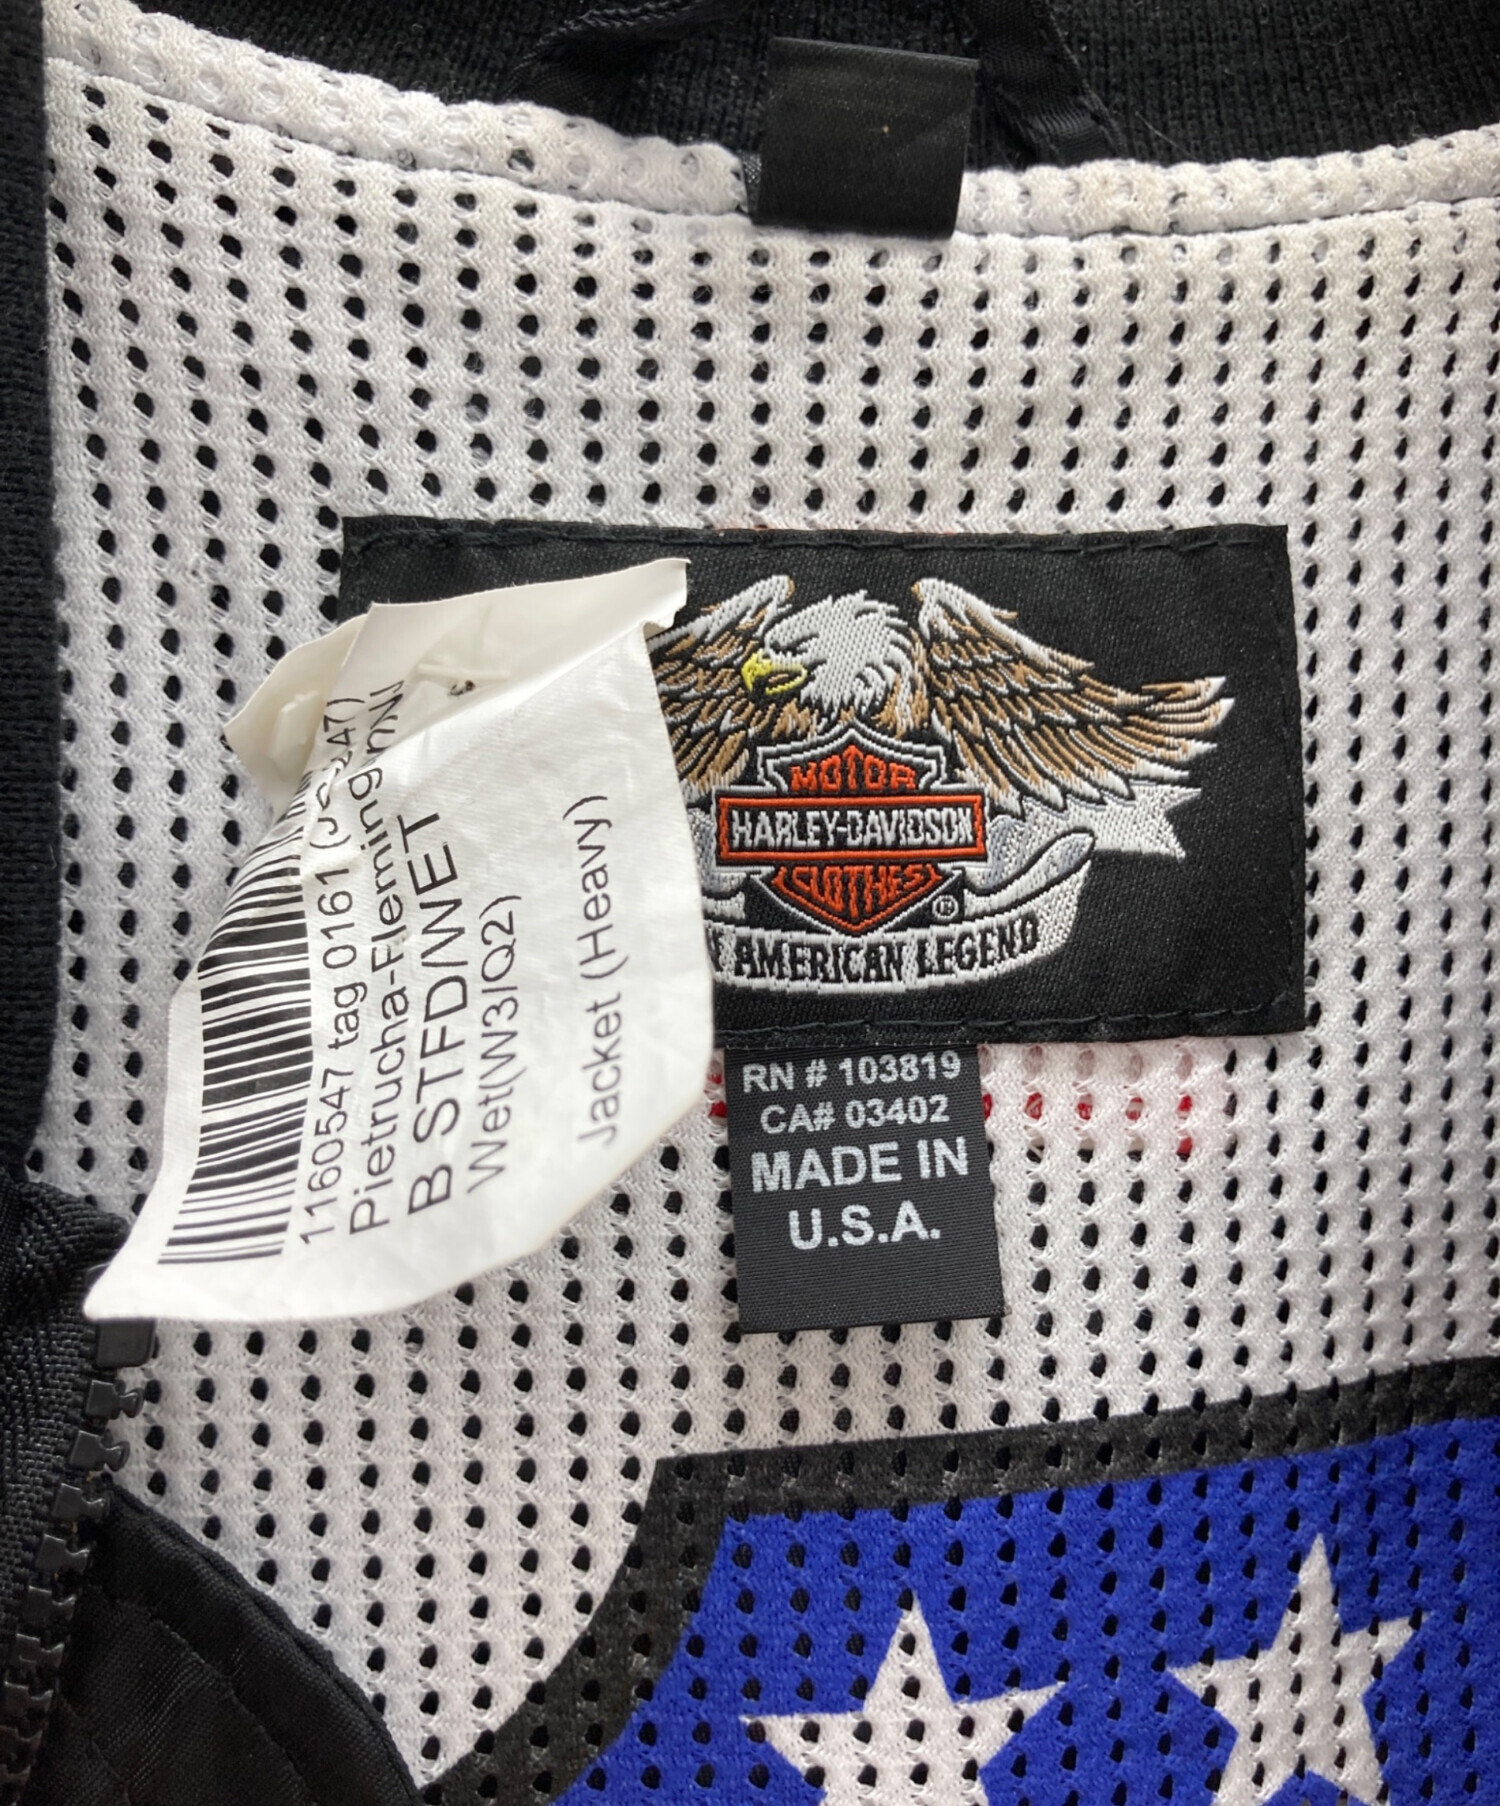 MOTOR
HARLEY-DAVIDSON
CLOTHES
®
AMERICAN LEGEND
RN # 103819
CA# 03402
MADE IN
U.S.A.
1160547 tag 0161
Pietrucha-Fleming
B STFD/WET
Wet(W3/Q2)
Jacket (Heavy)